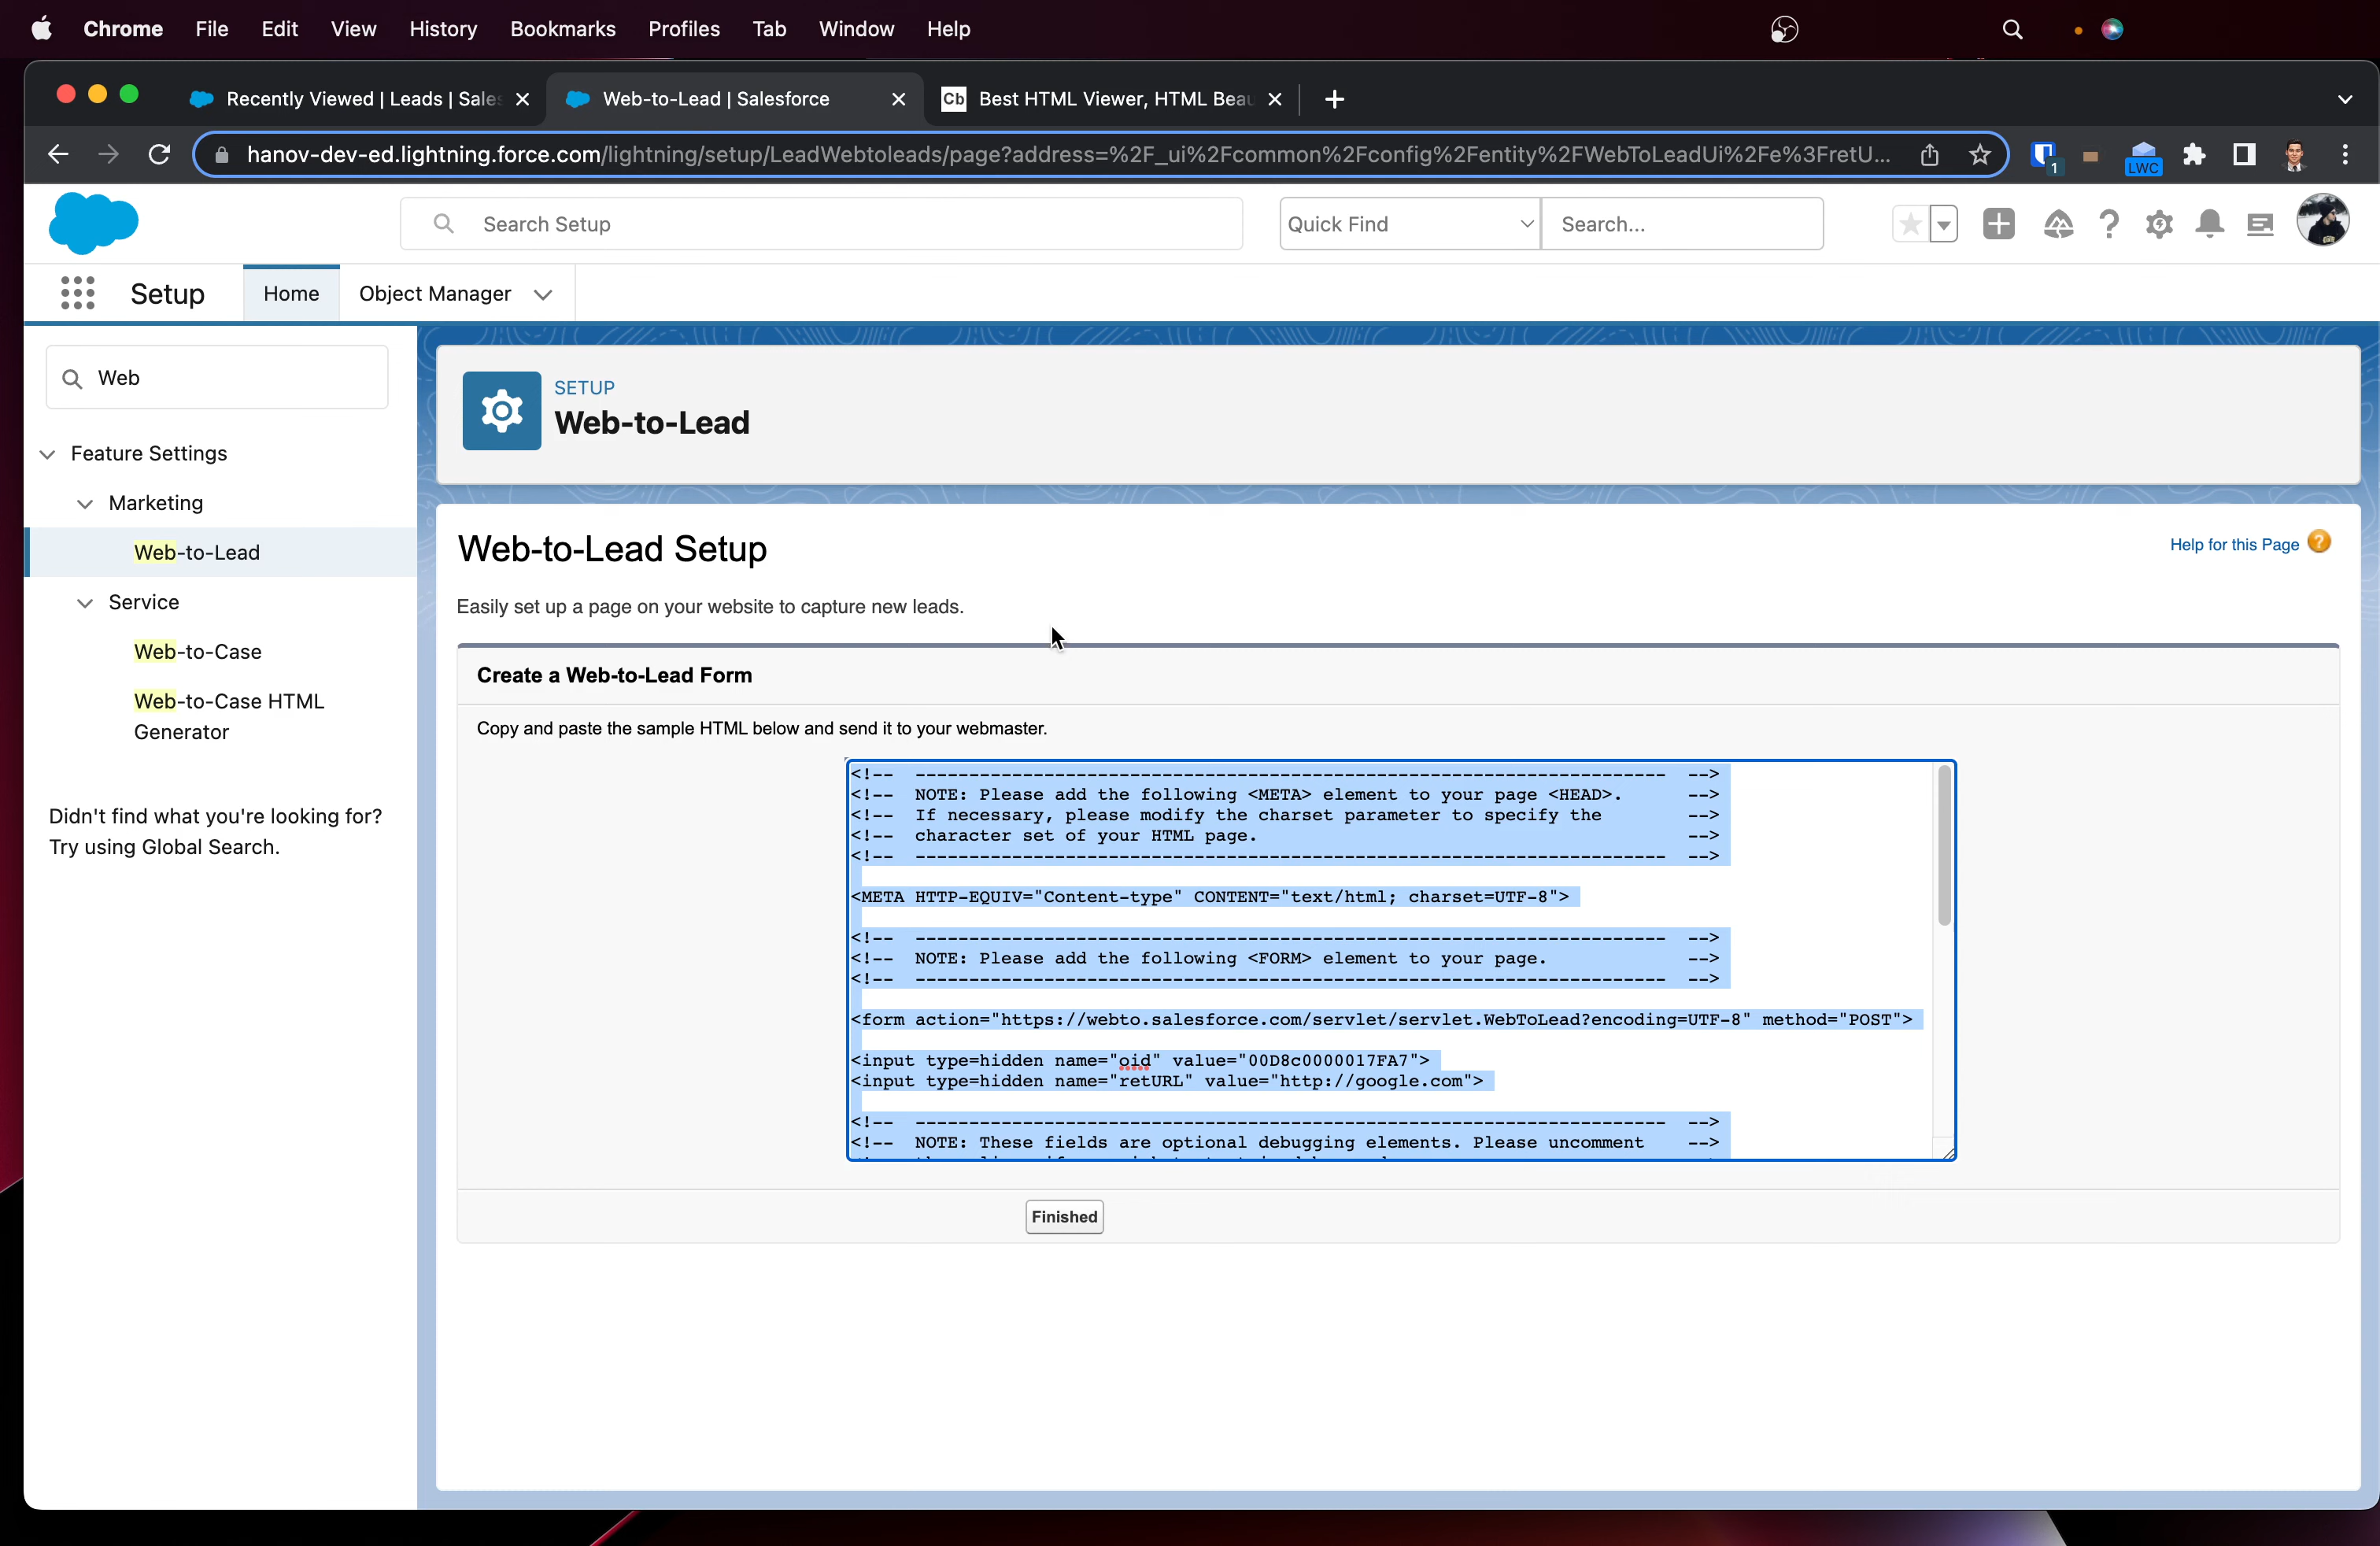 Chrome File Edit View History Bookmarks Profiles Tab Window Help
Recently Viewed | Leads | Sales
Web-to-Lead | Salesforce
Cb Best HTML Viewer, HTML Beau
hanov-dev-ed.lightning.force.com/lightning/setup/LeadWebtoleads/page?address=%2F_ui%2Fcommon%2Fconfig%2Fentity%2FWebToLeadUi%2Fe%3FretU...
1
LWC
Search Setup
Quick Find
Search...
Setup
Home
Object Manager
Web
Feature Settings
Marketing
Web-to-Lead
Service
Web-to-Case
Web-to-Case HTML
Generator
Didn't find what you're looking for?
Try using Global Search.
SETUP
Web-to-Lead
Web-to-Lead Setup
Help for this Page ?
Easily set up a page on your website to capture new leads.
Create a Web-to-Lead Form
Copy and paste the sample HTML below and send it to your webmaster.
<!--  ----------------------------------------------------------------------  -->
<!--  NOTE: Please add the following <META> element to your page <HEAD>.      -->
<!--  If necessary, please modify the charset parameter to specify the        -->
<!--  character set of your HTML page.                                        -->
<!--  ----------------------------------------------------------------------  -->
<META HTTP-EQUIV="Content-type" CONTENT="text/html; charset=UTF-8">
<!--  ----------------------------------------------------------------------  -->
<!--  NOTE: Please add the following <FORM> element to your page.             -->
<!--  ----------------------------------------------------------------------  -->
<form action="https://webto.salesforce.com/servlet/servlet.WebToLead?encoding=UTF-8" method="POST">
<input type=hidden name="oid" value="00D8c0000017FA7">
<input type=hidden name="retURL" value="http://google.com">
<!--  ----------------------------------------------------------------------  -->
<!--  NOTE: These fields are optional debugging elements. Please uncomment    -->
Finished